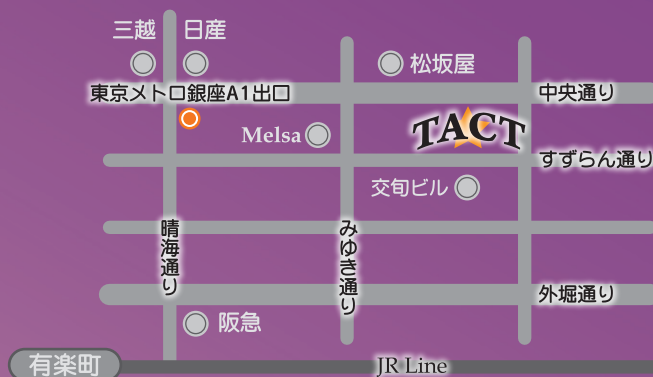 三越
日産
松坂屋
東京メトロ銀座A1出口
中央通り
Melsa
TACT
すずらん通り
交旬ビル
晴海通り
みゆき通り
外堀通り
阪急
有楽町
JR Line